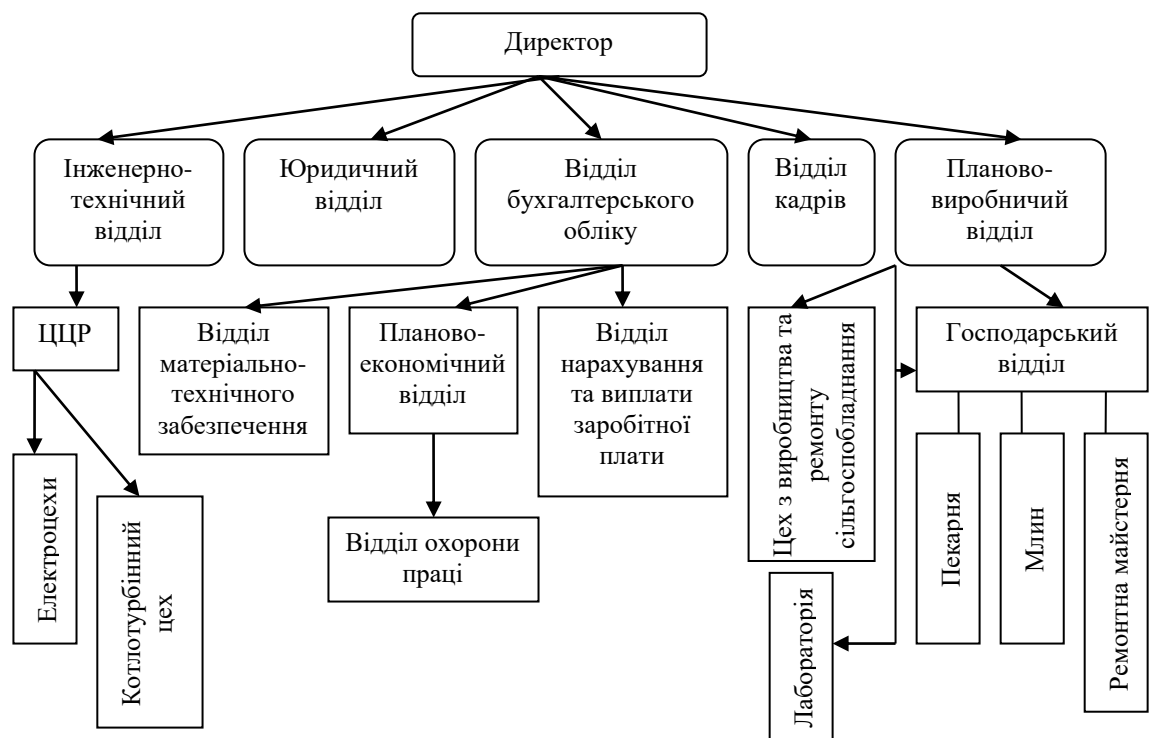 Директор
Інженерно-
технічний
відділ
Юридичний
відділ
Відділ
бухгалтерського
обліку
Відділ
кадрів
Планово-
виробничий
відділ
ЦЦР
Відділ
матеріально-
технічного
забезпечення
Планово-
економічний
відділ
Відділ
нарахування
та виплати
заробітної
плати
Цех з виробництва та
ремонту
сільгоспобладнання
Господарський
відділ
Електроцехи
Котлотурбінний
цех
Відділ охорони
праці
Лабораторія
Пекарня
Млин
Ремонтна майстерня